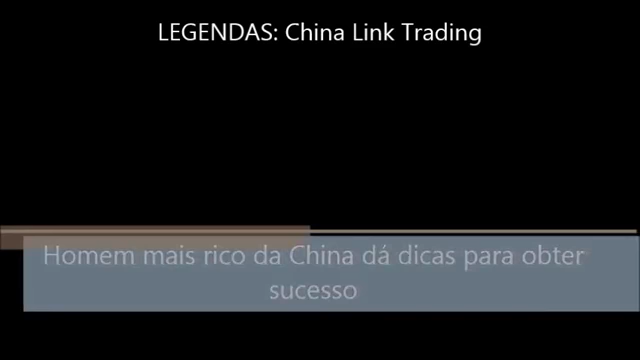 LEGENDAS: China Link Trading
Homem mais rico da China dá dicas para obter
sucesso